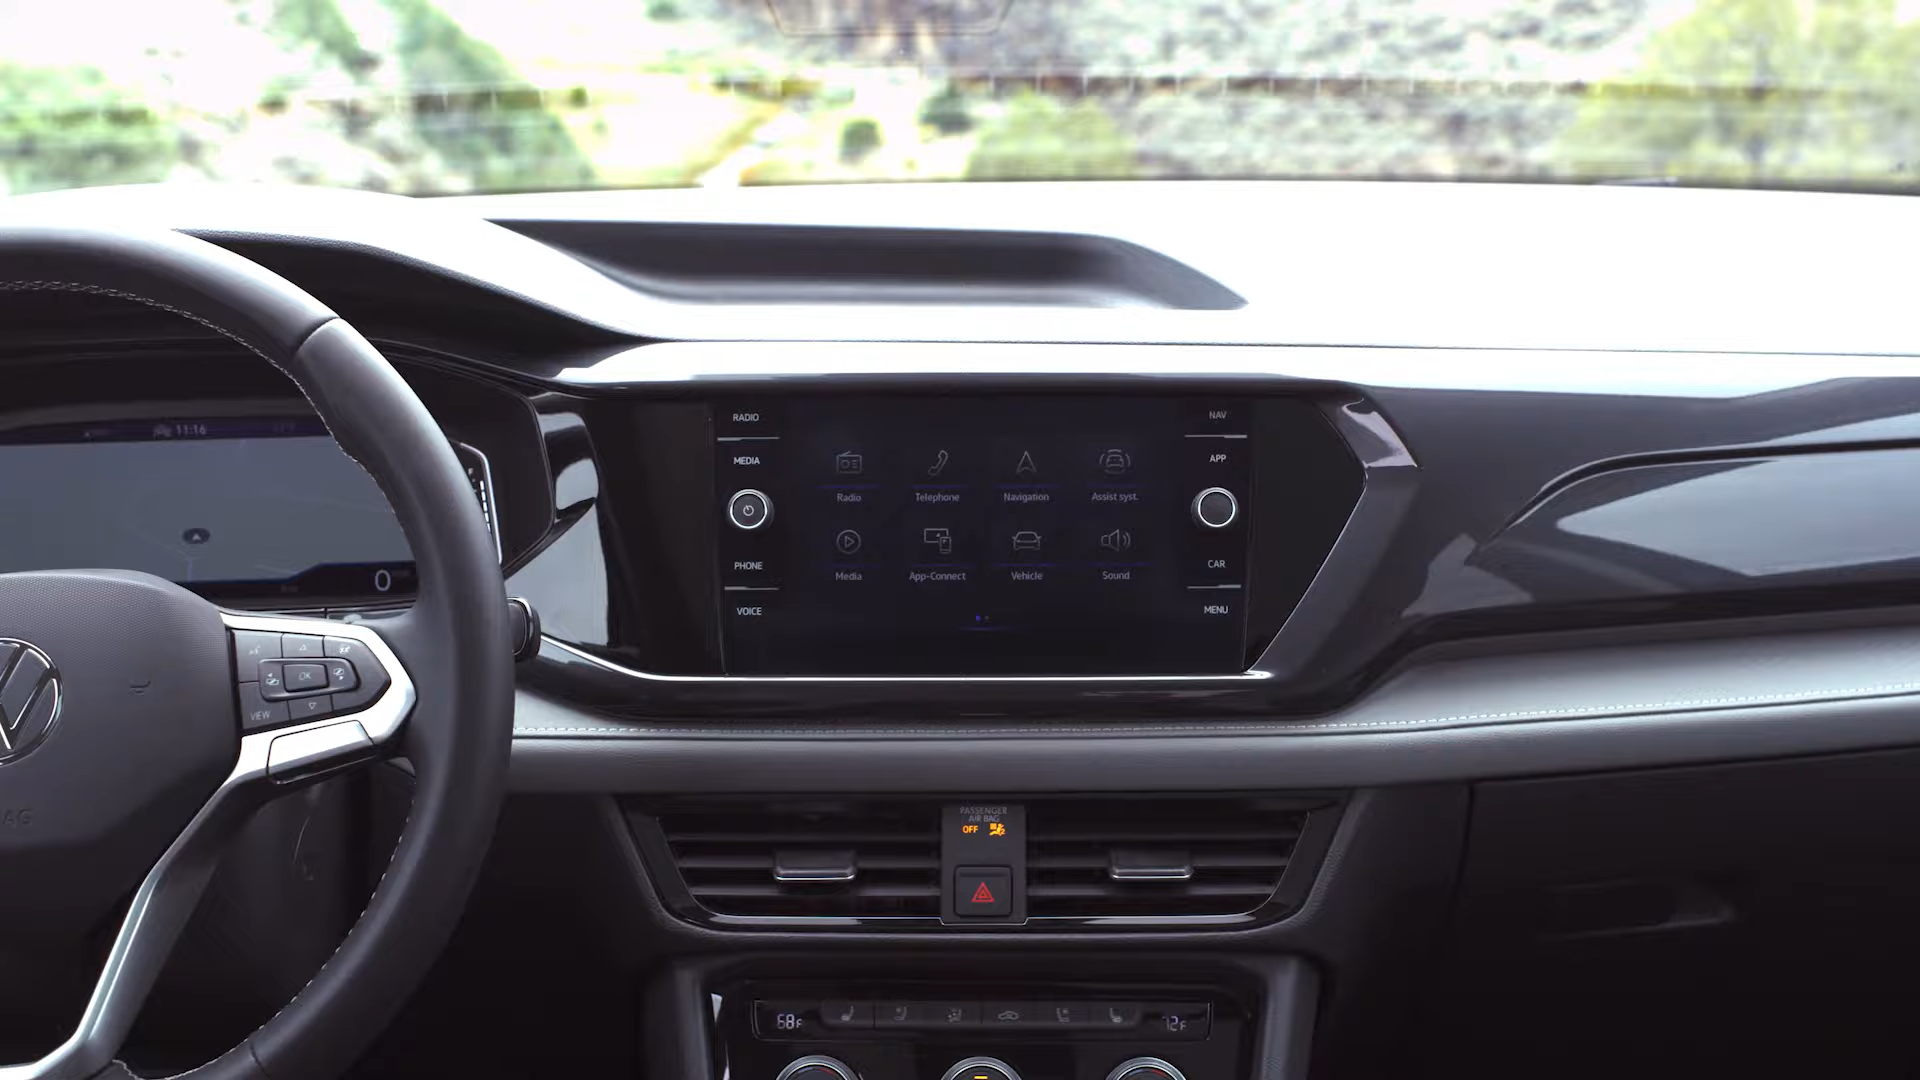 11:16
0
RADIO
MEDIA
PHONE
VOICE
Radio
Telephone
Navigation
Assist syst.
Media
App-Connect
Vehicle
Sound
NAV
APP
CAR
MENU
OK
VIEW
AG
PASSENGER
AIR BAG
OFF
68F
72F